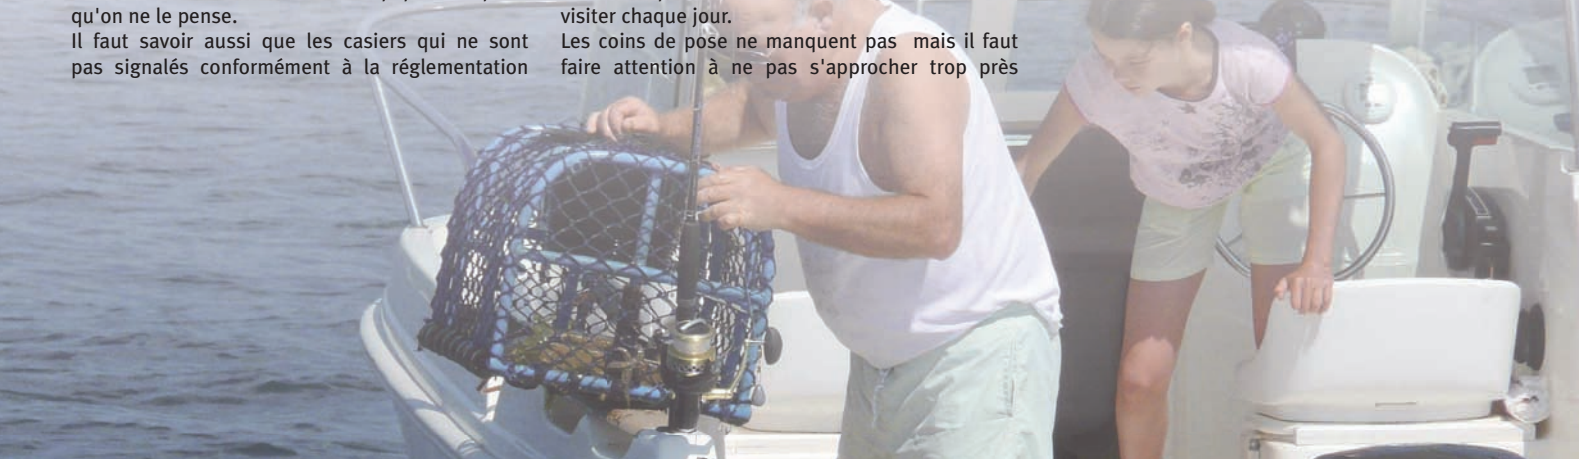 qu'on ne le pense.
Il faut savoir aussi que les casiers qui ne sont
pas signalés conformément à la réglementation
visiter chaque jour.
Les coins de pose ne manquent pas mais il faut
faire attention à ne pas s'approcher trop près